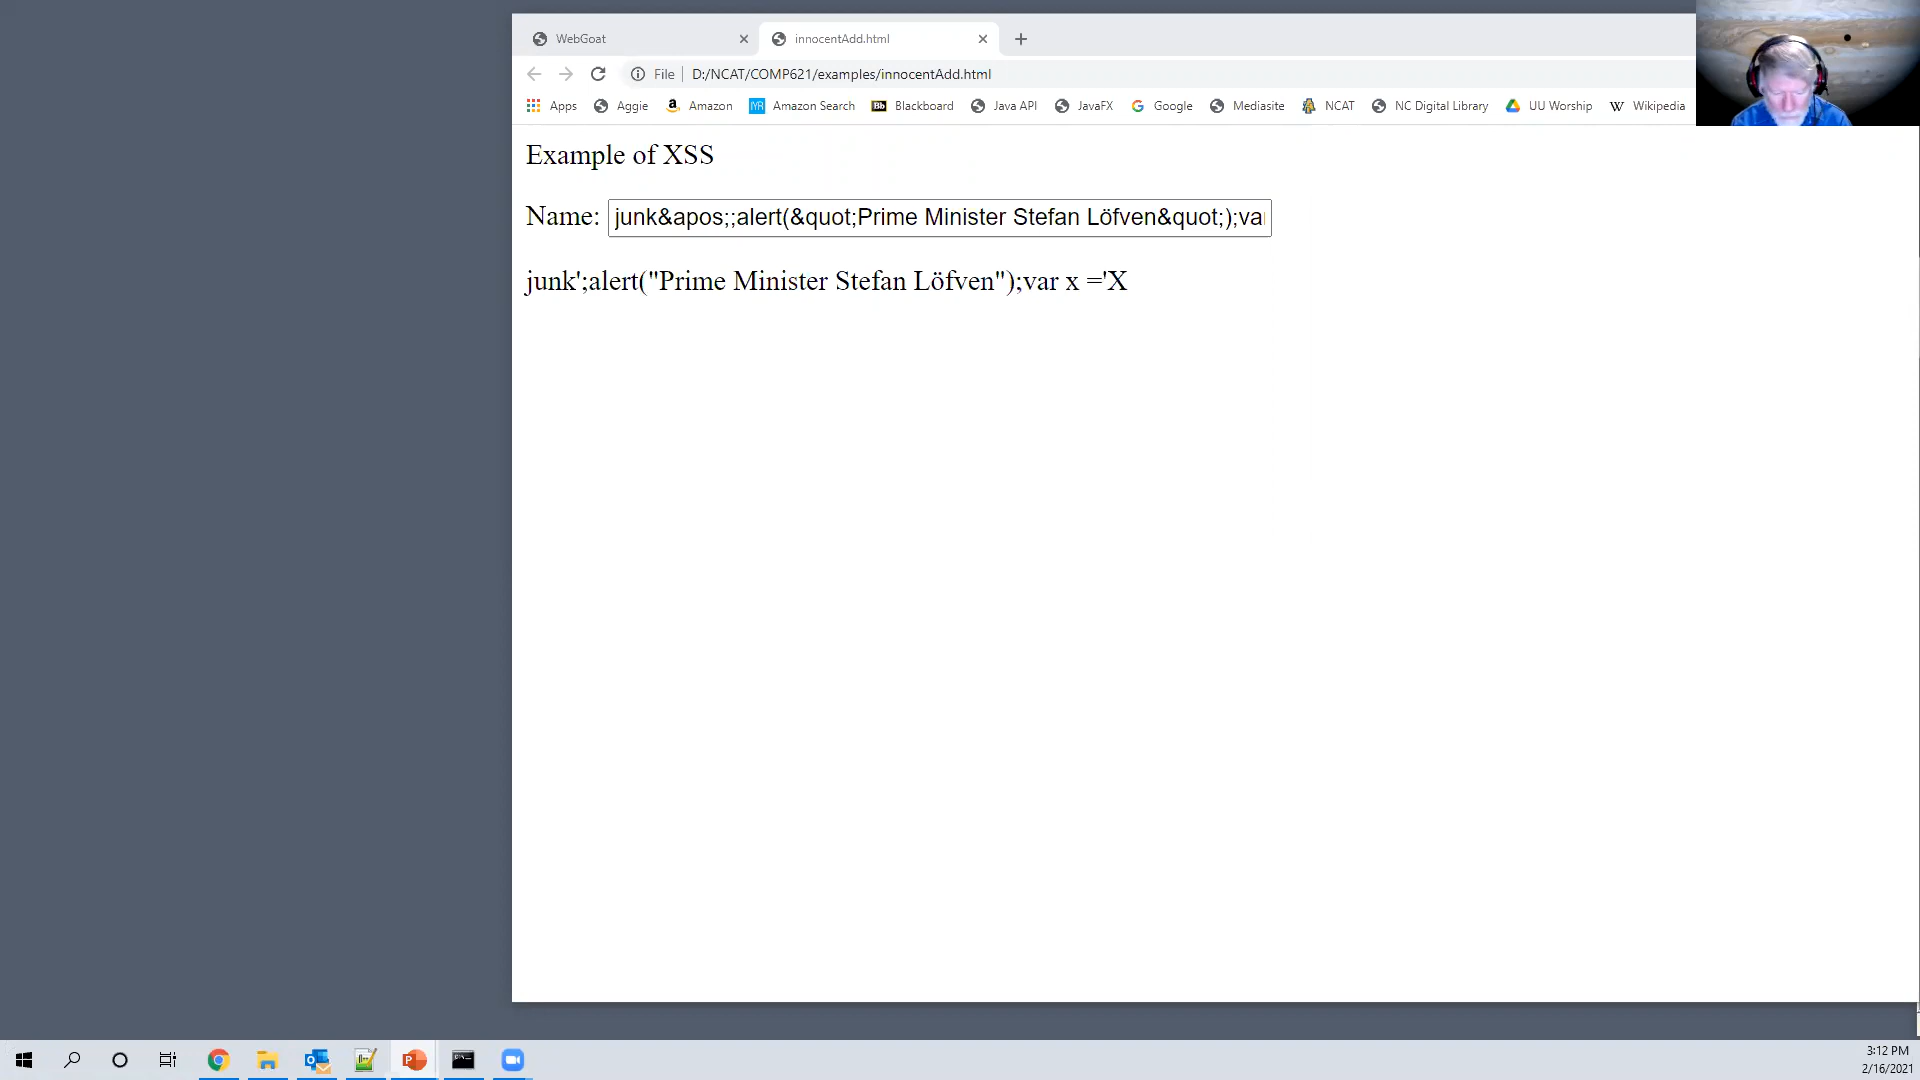 WebGoat
innocentAdd.html
File D:/NCAT/COMP621/examples/innocentAdd.html
Apps Aggie Amazon Amazon Search Blackboard Java API JavaFX Google Mediasite NCAT NC Digital Library UU Worship Wikipedia
Example of XSS
Name: junk&apos;;alert(&quot;Prime Minister Stefan Löfven&quot;);va
junk';alert("Prime Minister Stefan Löfven");var x ='X
3:12 PM
2/16/2021